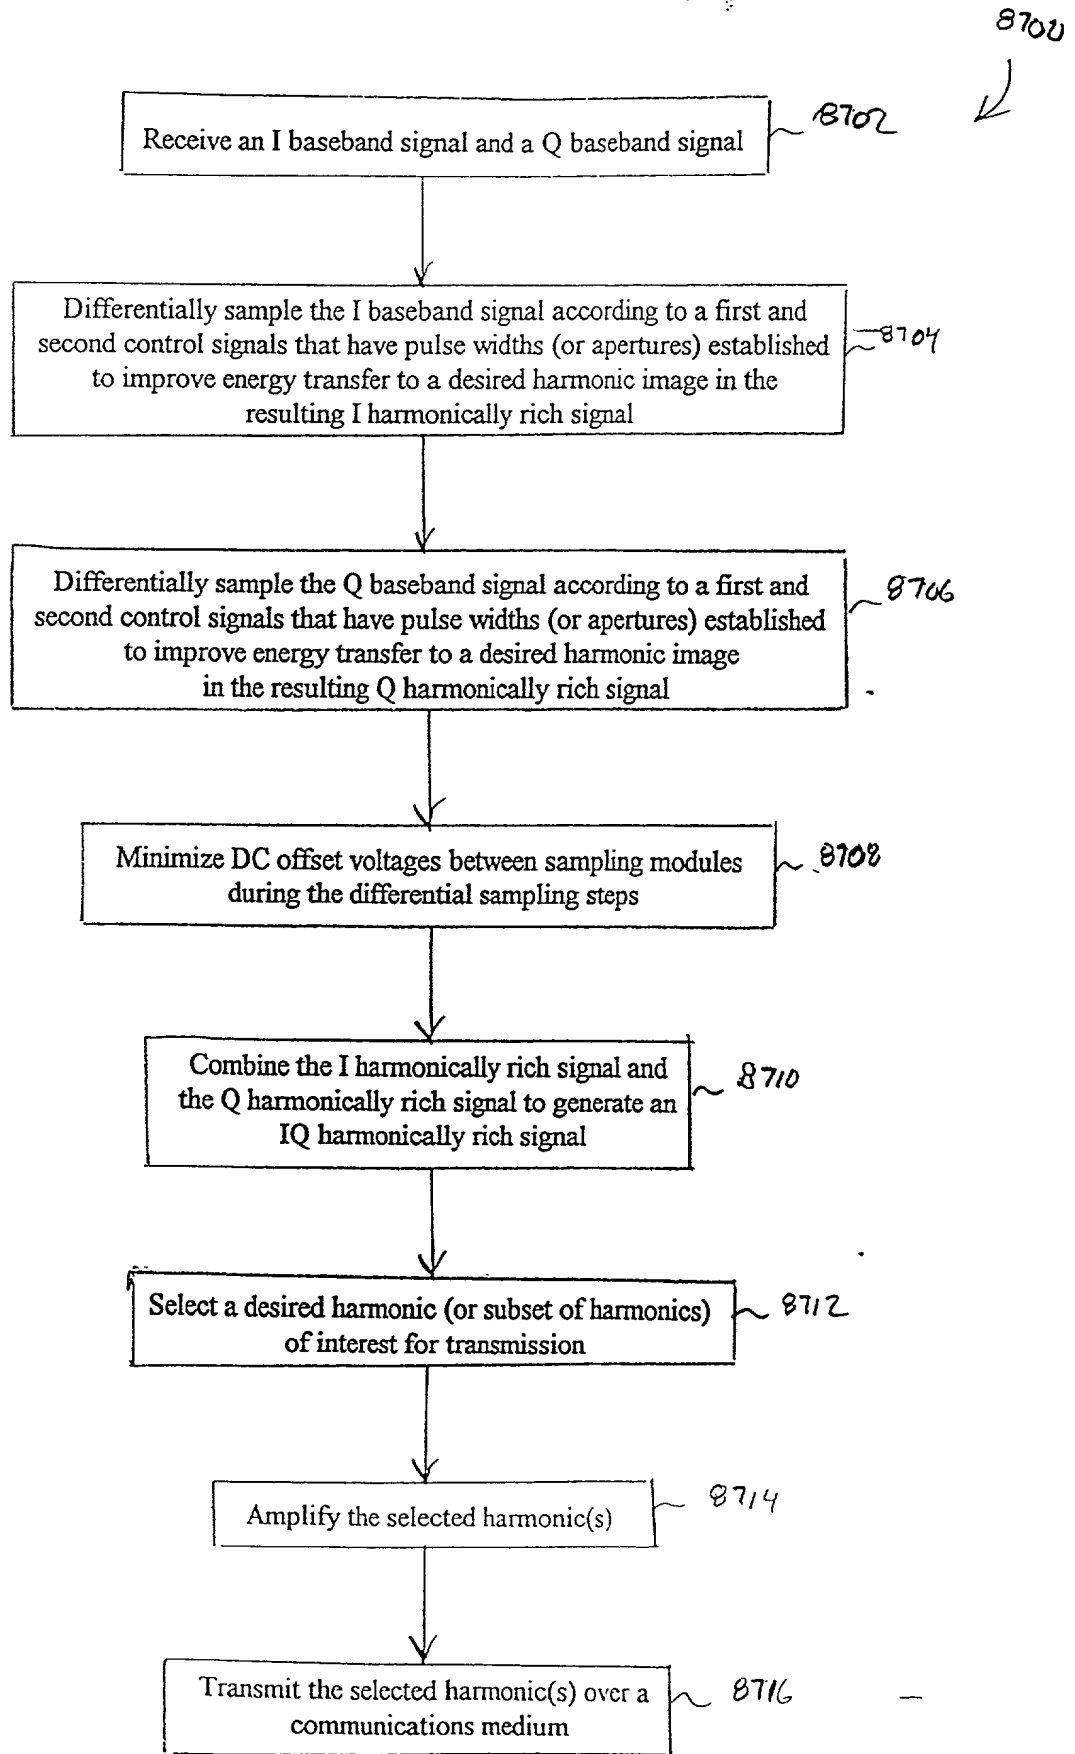 8700
Receive an I baseband signal and a Q baseband signal
8702
Differentially sample the I baseband signal according to a first and
second control signals that have pulse widths (or apertures) established
to improve energy transfer to a desired harmonic image in the
resulting I harmonically rich signal
8704
Differentially sample the Q baseband signal according to a first and
second control signals that have pulse widths (or apertures) established
to improve energy transfer to a desired harmonic image
in the resulting Q harmonically rich signal
8706
Minimize DC offset voltages between sampling modules
during the differential sampling steps
8708
Combine the I harmonically rich signal and
the Q harmonically rich signal to generate an
IQ harmonically rich signal
8710
Select a desired harmonic (or subset of harmonics)
of interest for transmission
8712
Amplify the selected harmonic(s)
8714
Transmit the selected harmonic(s) over a
communications medium
8716